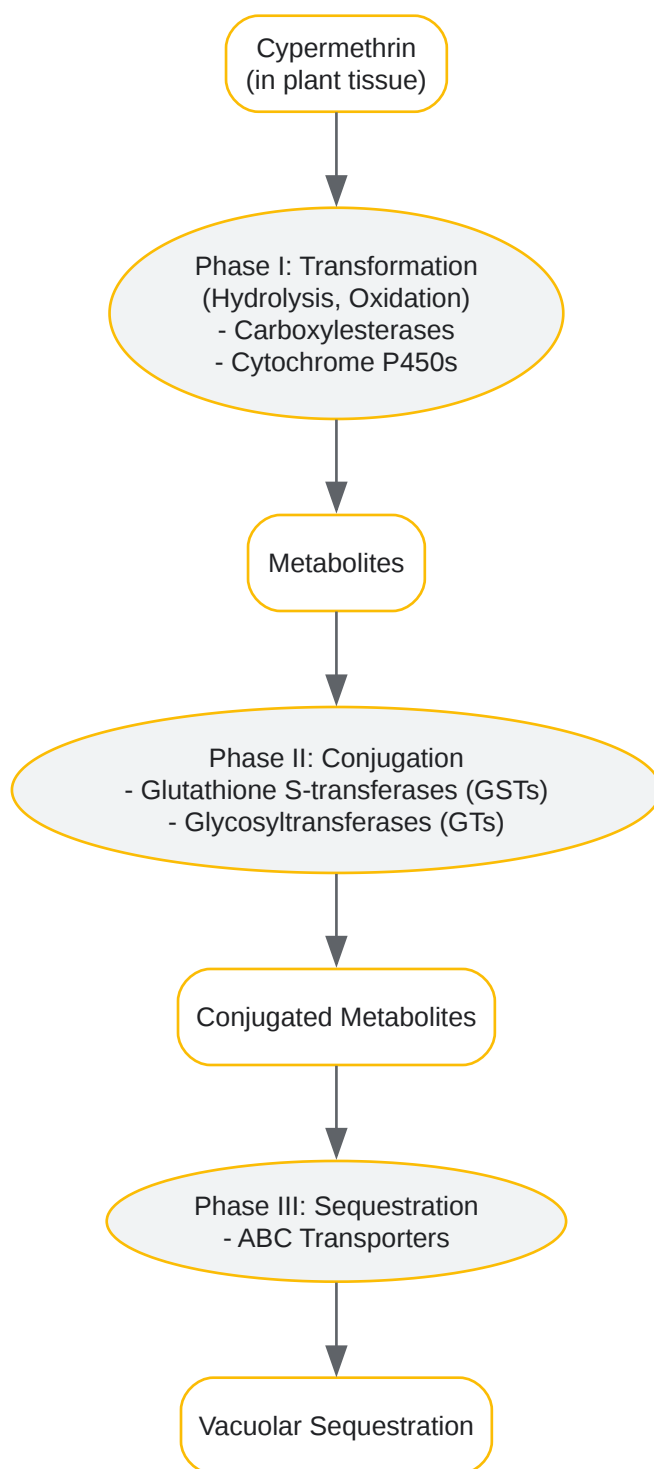 Cypermethrin
(in plant tissue)
Phase I: Transformation
(Hydrolysis, Oxidation)
- Carboxylesterases
- Cytochrome P450s
Metabolites
Phase II: Conjugation
- Glutathione S-transferases (GSTs)
- Glycosyltransferases (GTs)
Conjugated Metabolites
Phase III: Sequestration
- ABC Transporters
Vacuolar Sequestration